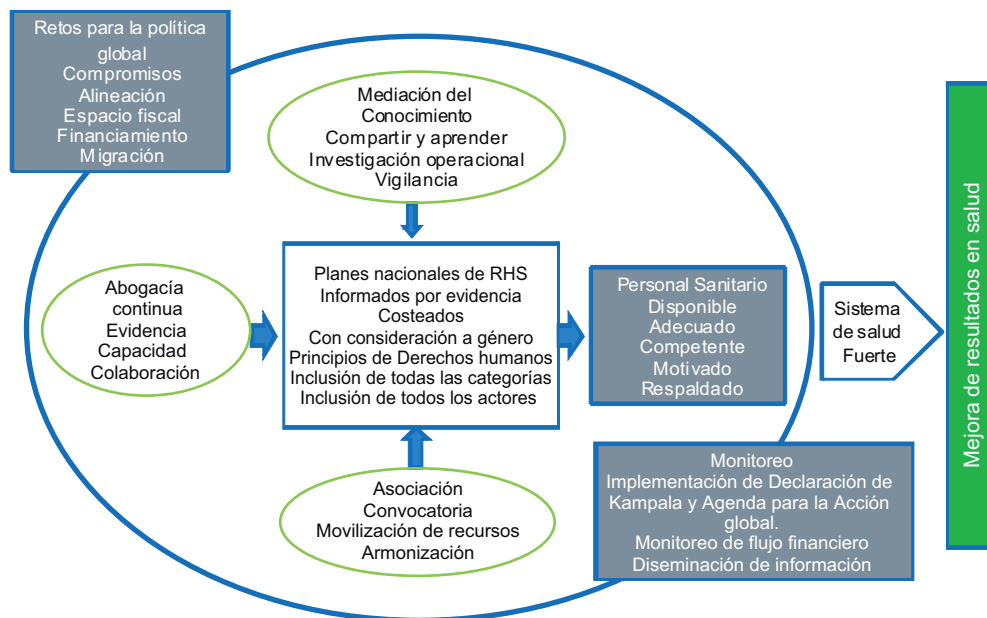 Retos para la política
global
Compromisos
Alineación
Espacio fiscal
Financiamiento
Migración
Mediación del
Conocimiento
Compartir y aprender
Investigación operacional
Vigilancia
Abogacía
continua
Evidencia
Capacidad
Colaboración
Planes nacionales de RHS
Informados por evidencia
Costeados
Con consideración a género
Principios de Derechos humanos
Inclusión de todas las categorías
Inclusión de todos los actores
Personal Sanitario
Disponible
Adecuado
Competente
Motivado
Respaldado
Sistema
de salud
Fuerte
Mejora de resultados en salud
Asociación
Convocatoria
Movilización de recursos
Armonización
Monitoreo
Implementación de Declaración de
Kampala y Agenda para la Acción
global.
Monitoreo de flujo financiero
Diseminación de información